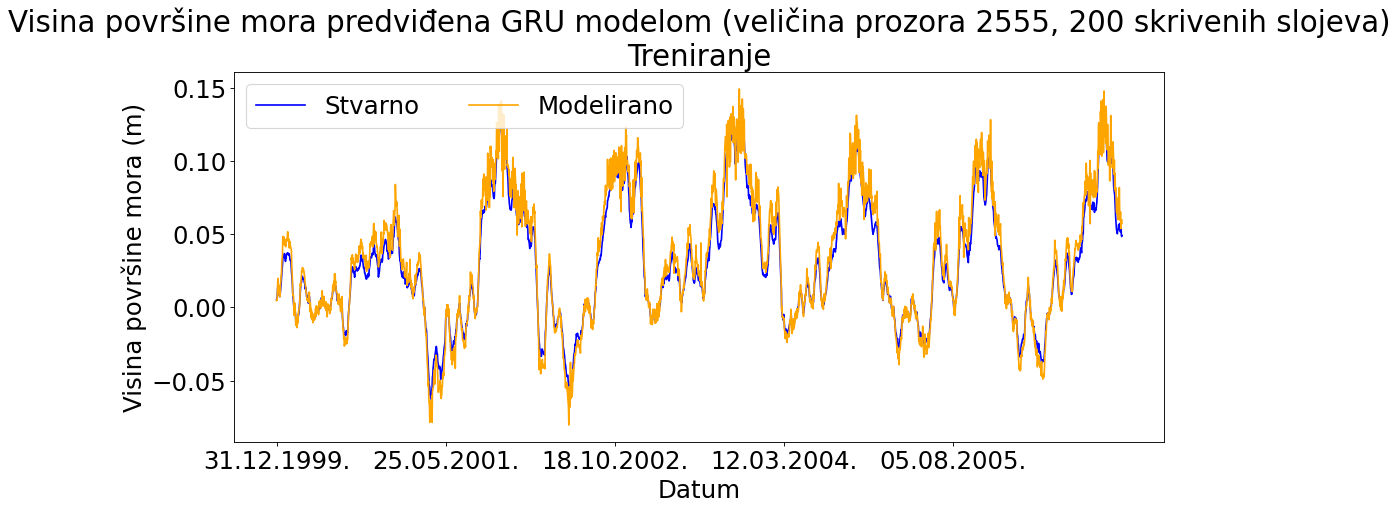 Visina površine mora predviđena GRU modelom (veličina prozora 2555, 200 skrivenih slojeva)
Treniranje
Stvarno
Modelirano
Visina površine mora (m)
0.15
0.10
0.05
0.00
−0.05
31.12.1999.
25.05.2001.
18.10.2002.
12.03.2004.
05.08.2005.
Datum